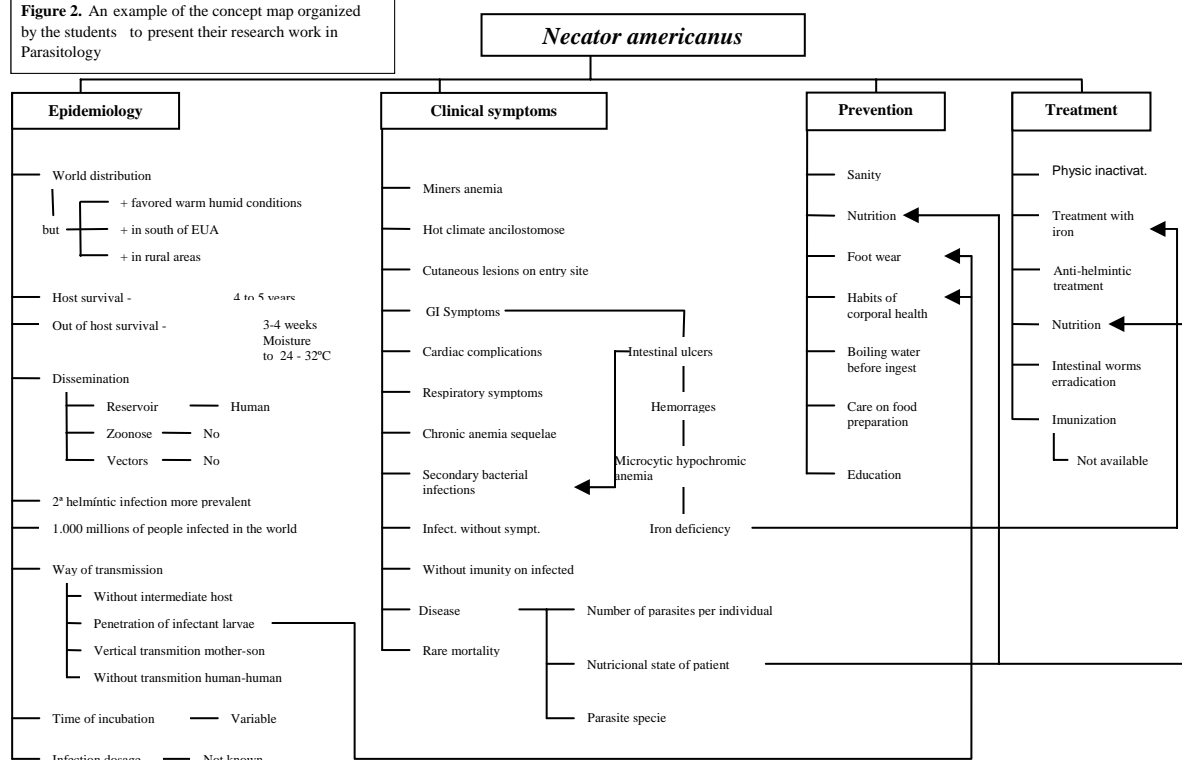 Figure 2. An example of the concept map organized
by the students to present their research work in
Parasitology
Necator americanus
Epidemiology
World distribution
but
+ favored warm humid conditions
+ in south of EUA
+ in rural areas
Host survival - 4 to 5 years
Out of host survival - 3-4 weeks
Moisture
to 24 - 32ºC
Dissemination
Reservoir Human
Zoonose No
Vectors No
2ª helmíntic infection more prevalent
1.000 millions of people infected in the world
Way of transmission
Without intermediate host
Penetration of infectant larvae
Vertical transmition mother-son
Without transmition human-human
Time of incubation Variable
Infection dosage Not known
Clinical symptoms
Miners anemia
Hot climate ancilostomose
Cutaneous lesions on entry site
GI Symptoms
Cardiac complications
Respiratory symptoms
Chronic anemia sequelae
Secondary bacterial
infections
Infect. without sympt.
Without imunity on infected
Disease
Rare mortality
Intestinal ulcers
Hemorrages
Microcytic hypochromic
anemia
Iron deficiency
Number of parasites per individual
Nutricional state of patient
Parasite specie
Prevention
Sanity
Nutrition
Foot wear
Habits of
corporal health
Boiling water
before ingest
Care on food
preparation
Education
Treatment
Physic inactivat.
Treatment with
iron
Anti-helmintic
treatment
Nutrition
Intestinal worms
erradication
Imunization
Not available